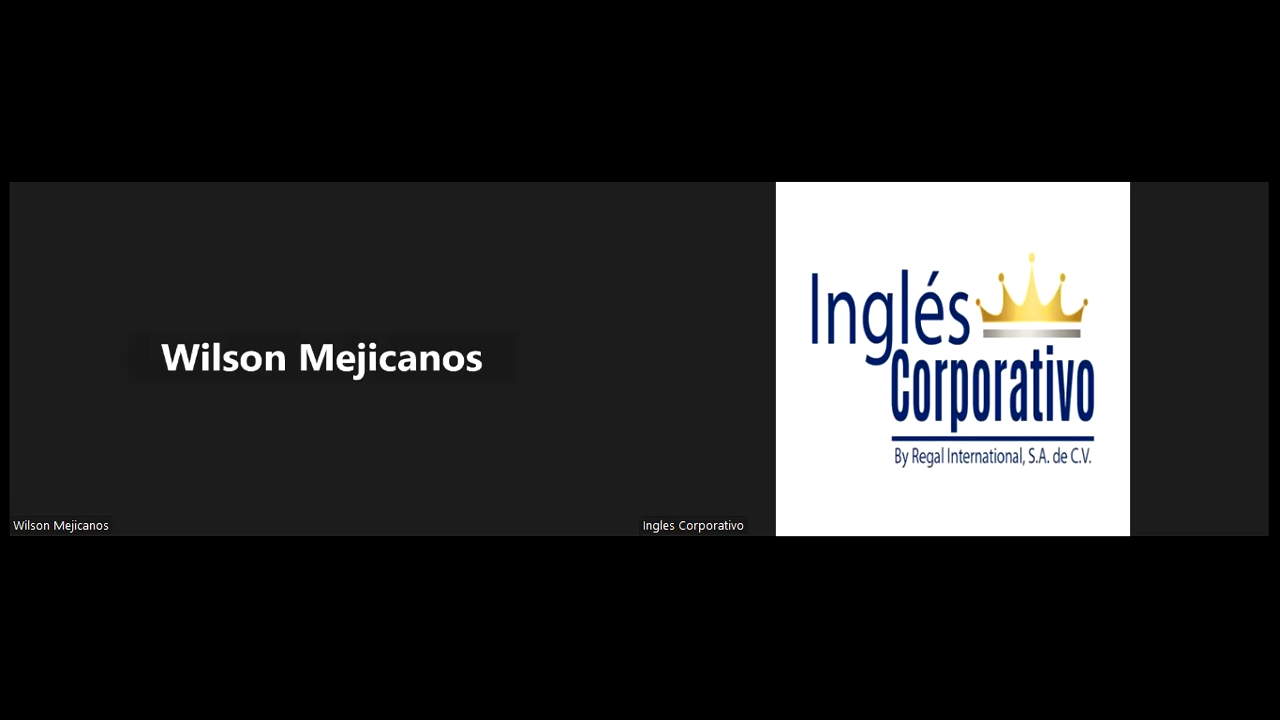 Wilson Mejicanos
Wilson Mejicanos
Ingles Corporativo
Inglés
Corporativo
By Regal International, S.A. de C.V.